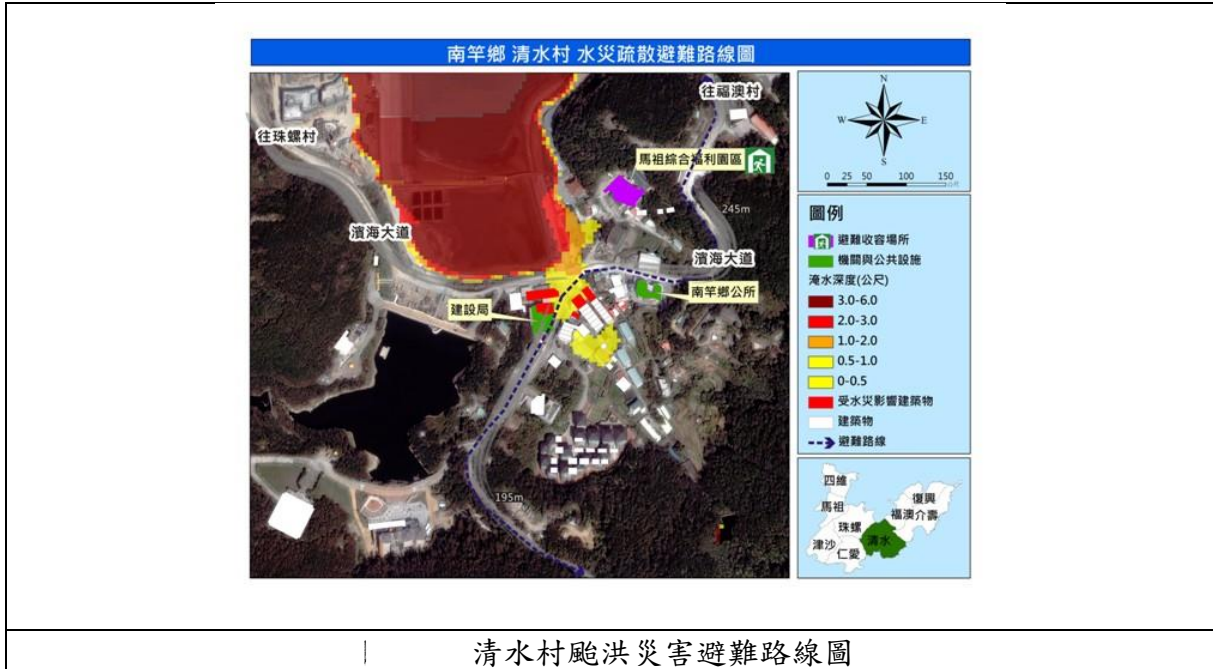 南竿鄉 清水村 水災疏散避難路線圖
往福澳村
往珠螺村
馬祖綜合福利園區
245m
濱海大道
濱海大道
南竿鄉公所
建設局
195m
N
W
E
S
0 25 50 100 150
圖例
避難收容場所
機關與公共設施
淹水深度(公尺)
3.0-6.0
2.0-3.0
1.0-2.0
0.5-1.0
0-0.5
受水災影響建築物
建築物
避難路線
四維
馬祖
復興
福澳
介壽
珠螺
清水
津沙
仁愛
清水村颱洪災害避難路線圖